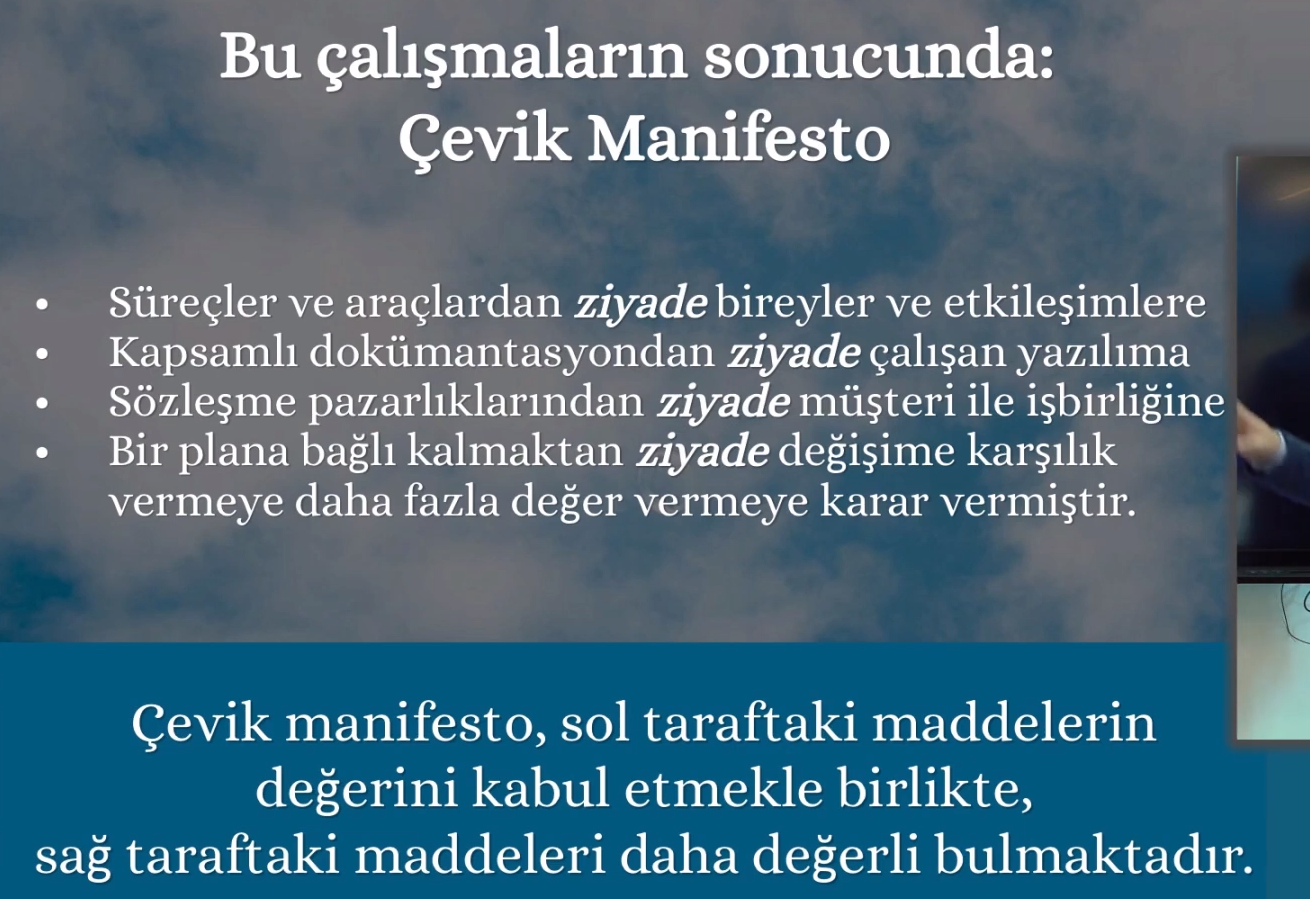 Bu çalışmaların sonucunda:
Çevik Manifesto
• Süreçler ve araçlardan ziyade bireyler ve etkileşimlere
• Kapsamlı dokümantasyondan ziyade çalışan yazılıma
• Sözleşme pazarlıklarından ziyade müşteri ile işbirliğine
• Bir plana bağlı kalmaktan ziyade değişime karşılık
vermeye daha fazla değer vermeye karar vermiştir.
Çevik manifesto, sol taraftaki maddelerin
değerini kabul etmekle birlikte,
sağ taraftaki maddeleri daha değerli bulmaktadır.